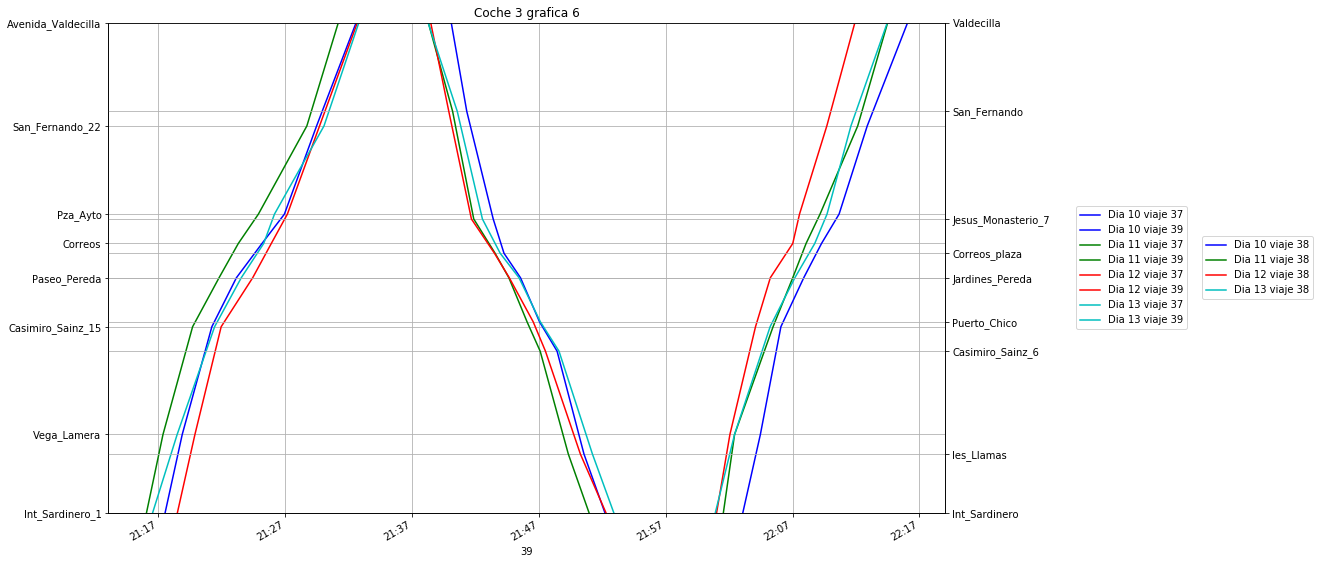 Coche 3 grafica 6
Avenida_Valdecilla
San_Fernando_22
Pza_Ayto
Correos
Paseo_Pereda
Casimiro_Sainz_15
Vega_Lamera
Int_Sardinero_1
Valdecilla
San_Fernando
Jesus_Monasterio_7
Correos_plaza
Jardines_Pereda
Puerto_Chico
Casimiro_Sainz_6
Ies_Llamas
Int_Sardinero
21:17
21:27
21:37
21:47
21:57
22:07
22:17
39
Dia 10 viaje 37
Dia 10 viaje 39
Dia 11 viaje 37
Dia 11 viaje 39
Dia 12 viaje 37
Dia 12 viaje 39
Dia 13 viaje 37
Dia 13 viaje 39
Dia 10 viaje 38
Dia 11 viaje 38
Dia 12 viaje 38
Dia 13 viaje 38